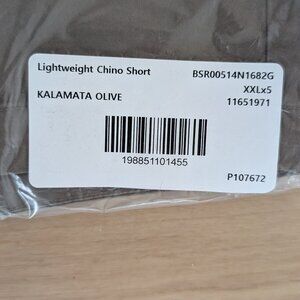 Lightweight Chino Short BSR00514N1682G
XXLx5
KALAMATA OLIVE 11651971
198851101455
P107672